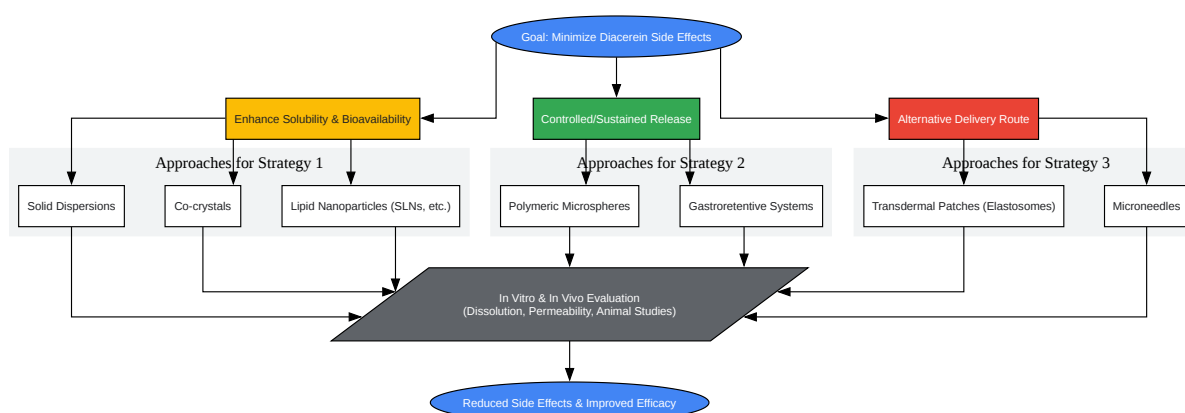 Goal: Minimize Diacerein Side Effects
Enhance Solubility & Bioavailability
Controlled/Sustained Release
Alternative Delivery Route
Approaches for Strategy 1
Approaches for Strategy 2
Approaches for Strategy 3
Solid Dispersions
Co-crystals
Lipid Nanoparticles (SLNs, etc.)
Polymeric Microspheres
Gastroretentive Systems
Transdermal Patches (Elastosomes)
Microneedles
In Vitro & In Vivo Evaluation
(Dissolution, Permeability, Animal Studies)
Reduced Side Effects & Improved Efficacy